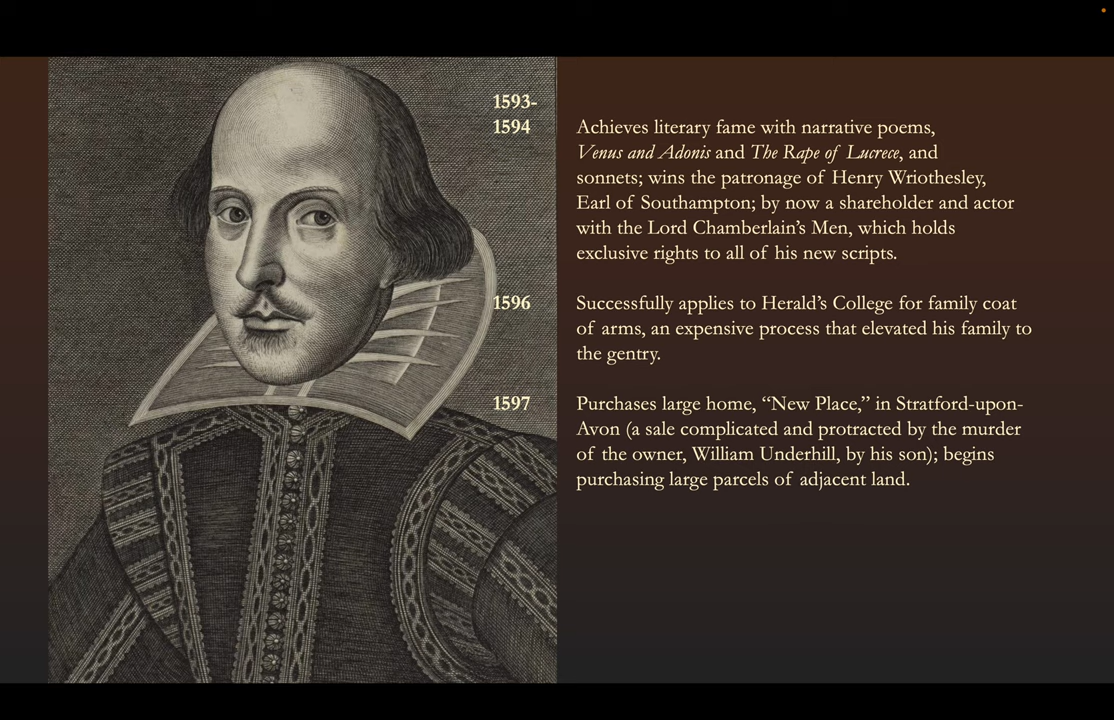 1593-
1594 Achieves literary fame with narrative poems,
Venus and Adonis and The Rape of Lucrece, and
sonnets; wins the patronage of Henry Wriothesley,
Earl of Southampton; by now a shareholder and actor
with the Lord Chamberlain’s Men, which holds
exclusive rights to all of his new scripts.
1596 Successfully applies to Herald’s College for family coat
of arms, an expensive process that elevated his family to
the gentry.
1597 Purchases large home, “New Place,” in Stratford-upon-
Avon (a sale complicated and protracted by the murder
of the owner, William Underhill, by his son); begins
purchasing large parcels of adjacent land.